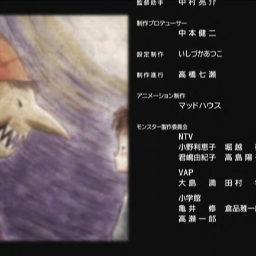 監督助手 中村亮介
制作プロデューサー
中本健二
設定制作 いしづかあつこ
制作進行 高橋七瀬
アニメーション制作
マッドハウス
モンスター製作委員会
NTV
小野利恵子 堀越
君嶋由紀子 高島陽
VAP
大島満 田村
小学館
亀井修 倉品雅一
高瀬一郎